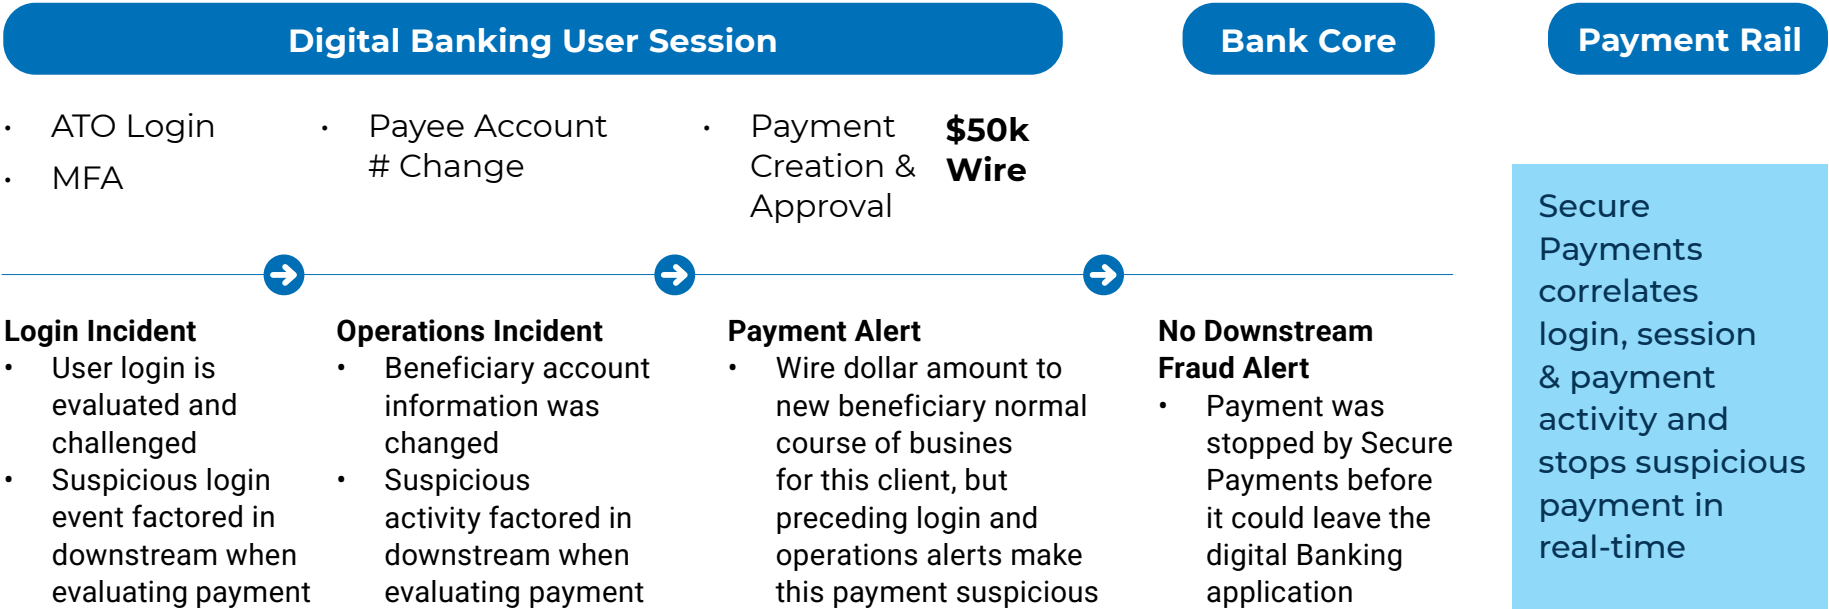 Digital Banking User Session
Bank Core
Payment Rail
• ATO Login
• MFA
• Payee Account
# Change
• Payment
Creation &
Approval
$50k
Wire
Login Incident
• User login is
evaluated and
challenged
• Suspicious login
event factored in
downstream when
evaluating payment
Operations Incident
• Beneficiary account
information was
changed
• Suspicious
activity factored in
downstream when
evaluating payment
Payment Alert
• Wire dollar amount to
new beneficiary normal
course of busines
for this client, but
preceding login and
operations alerts make
this payment suspicious
No Downstream
Fraud Alert
• Payment was
stopped by Secure
Payments before
it could leave the
digital Banking
application
Secure
Payments
correlates
login, session
& payment
activity and
stops suspicious
payment in
real-time